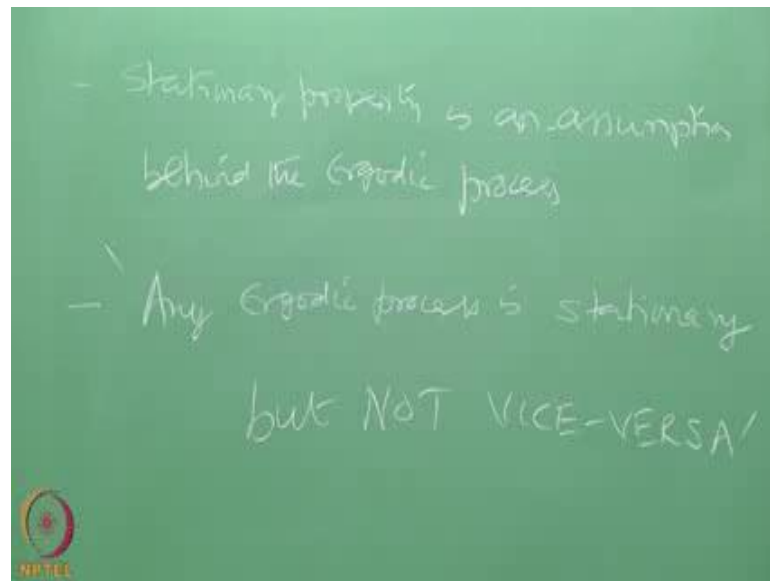 - Stationary property is an assumption
behind the Ergodic process
- 'Any Ergodic process is stationary
but NOT VICE-VERSA'
NPTEL